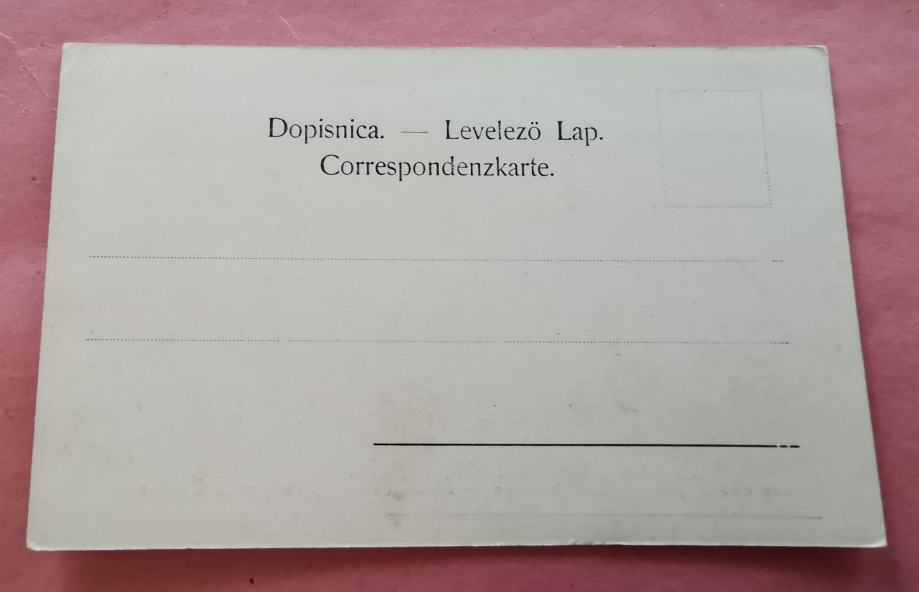 Dopisnica. — Levelezö Lap.
Correspondenzkarte.